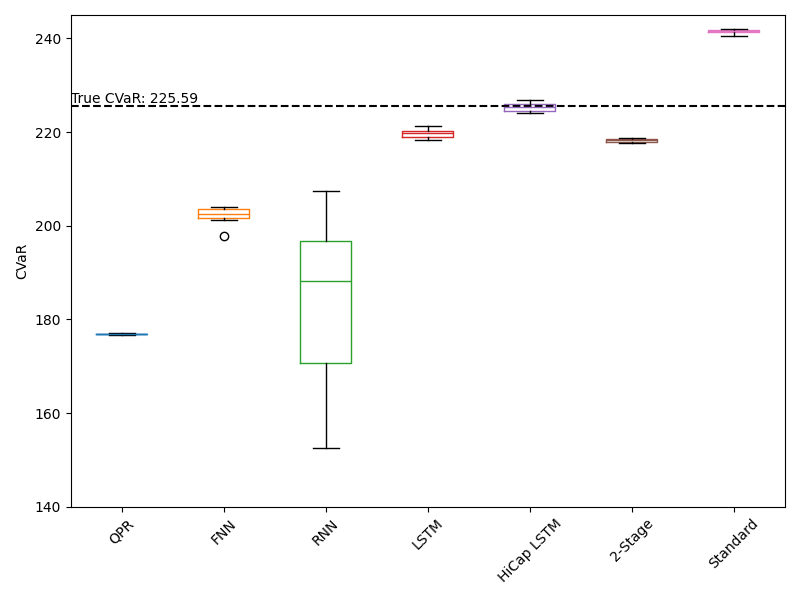 240
True CVaR: 225.59
220
200
CVaR
180
160
140
QPR
FNN
RNN
LSTM
HiCap LSTM
2-Stage
Standard